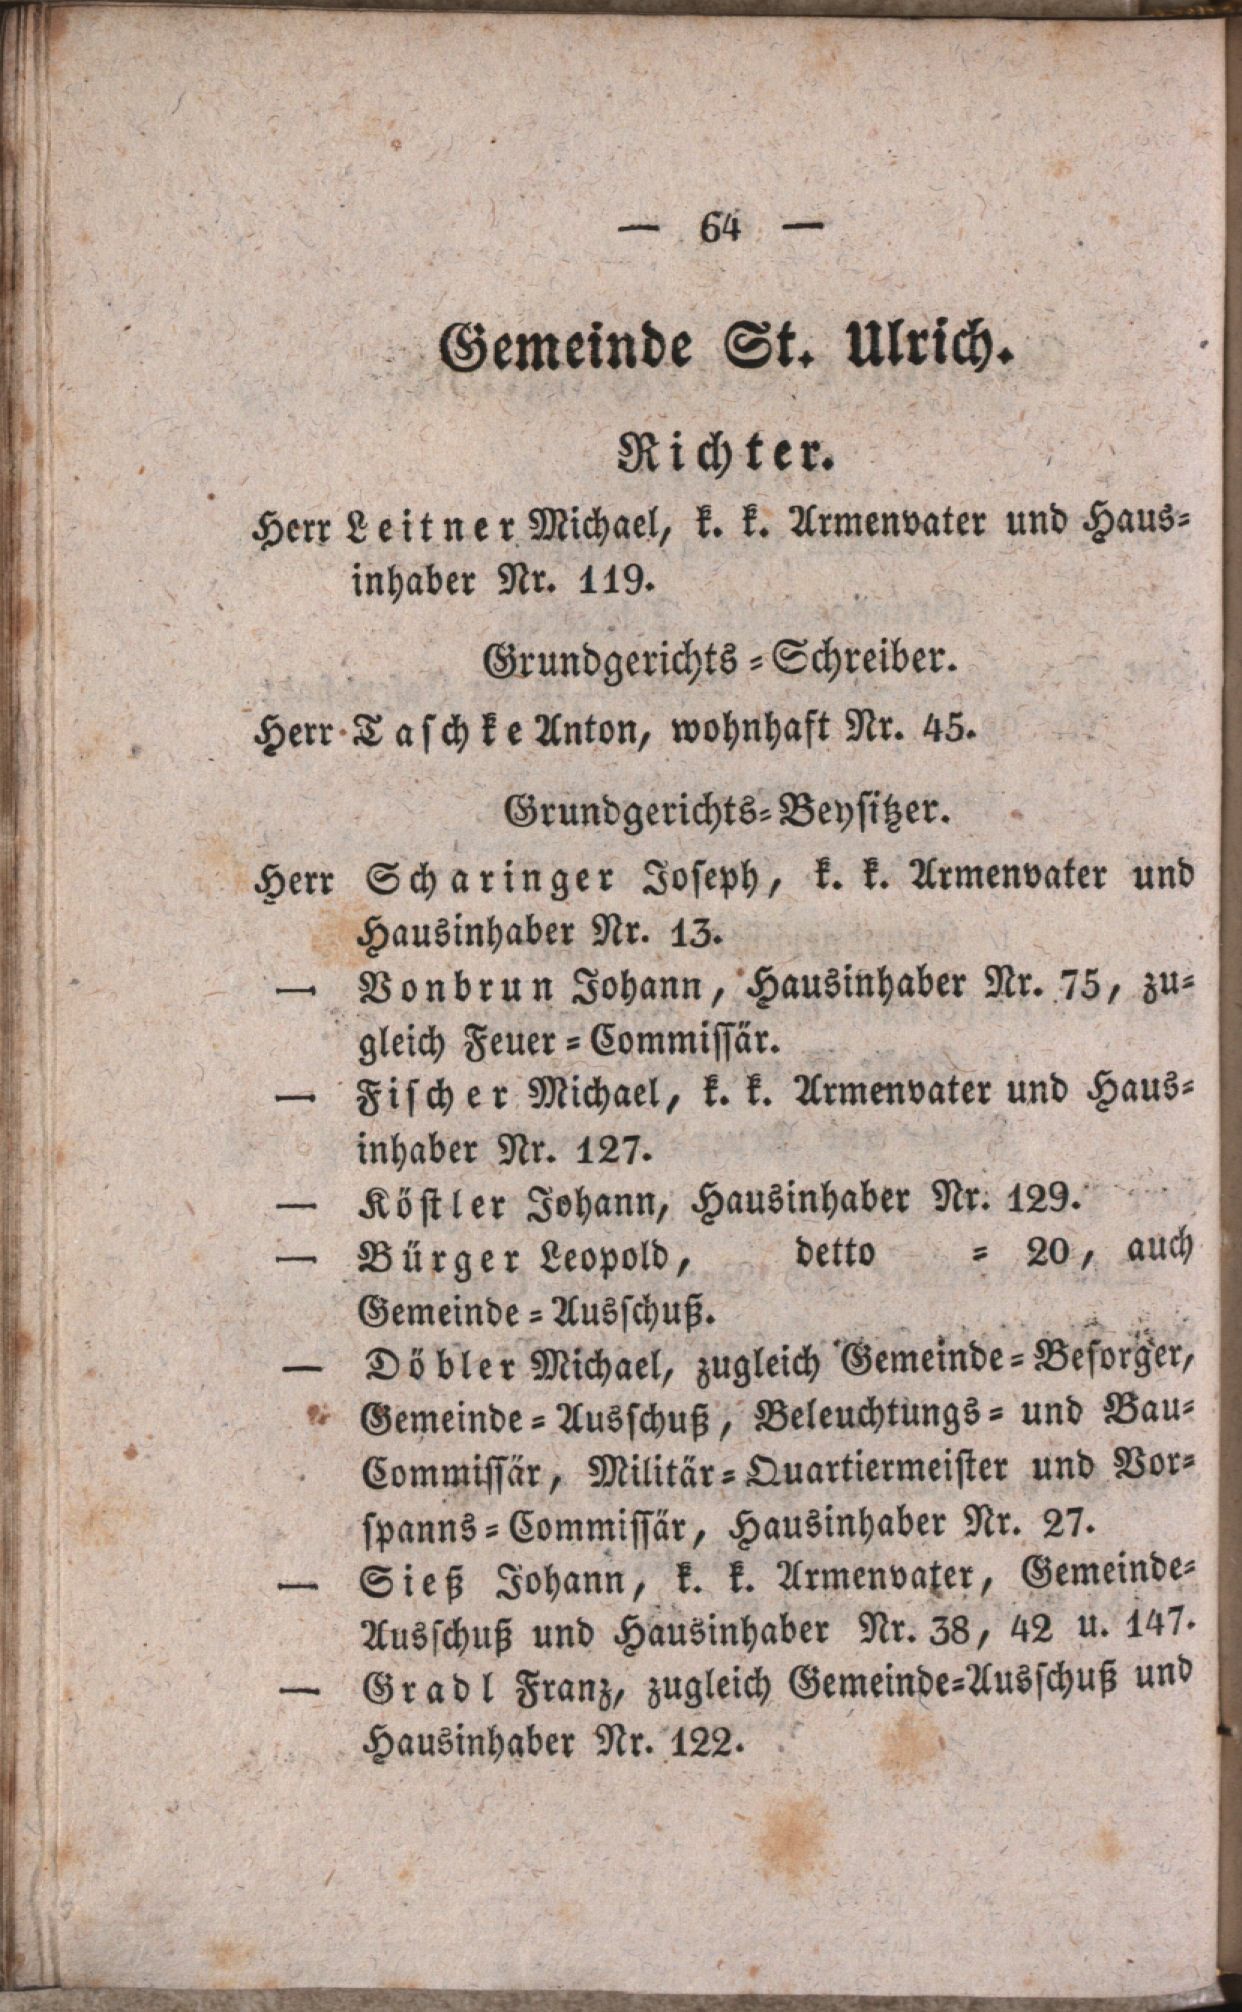 — 64 —
Gemeinde St. Ulrich.
Richter.
Herr Leitner Michael, k. k. Armenvater und Haus-
inhaber Nr. 119.
Grundgerichts-Schreiber.
Herr Taschke Anton, wohnhaft Nr. 45.
Grundgerichts-Beysitzer.
Herr Scharinger Joseph, k. k. Armenvater und
Hausinhaber Nr. 13.
— Vonbrun Johann, Hausinhaber Nr. 75, zu-
gleich Feuer-Commissär.
— Fischer Michael, k. k. Armenvater und Haus-
inhaber Nr. 127.
— Köstler Johann, Hausinhaber Nr. 129.
— Bürger Leopold, detto = 20, auch
Gemeinde-Ausschuß.
— Döbler Michael, zugleich Gemeinde-Besorger,
Gemeinde-Ausschuß, Beleuchtungs- und Bau-
Commissär, Militär-Quartiermeister und Vor-
spanns-Commissär, Hausinhaber Nr. 27.
— Sieß Johann, k. k. Armenvater, Gemeinde-
Ausschuß und Hausinhaber Nr. 38, 42 u. 147.
— Gradl Franz, zugleich Gemeinde-Ausschuß und
Hausinhaber Nr. 122.